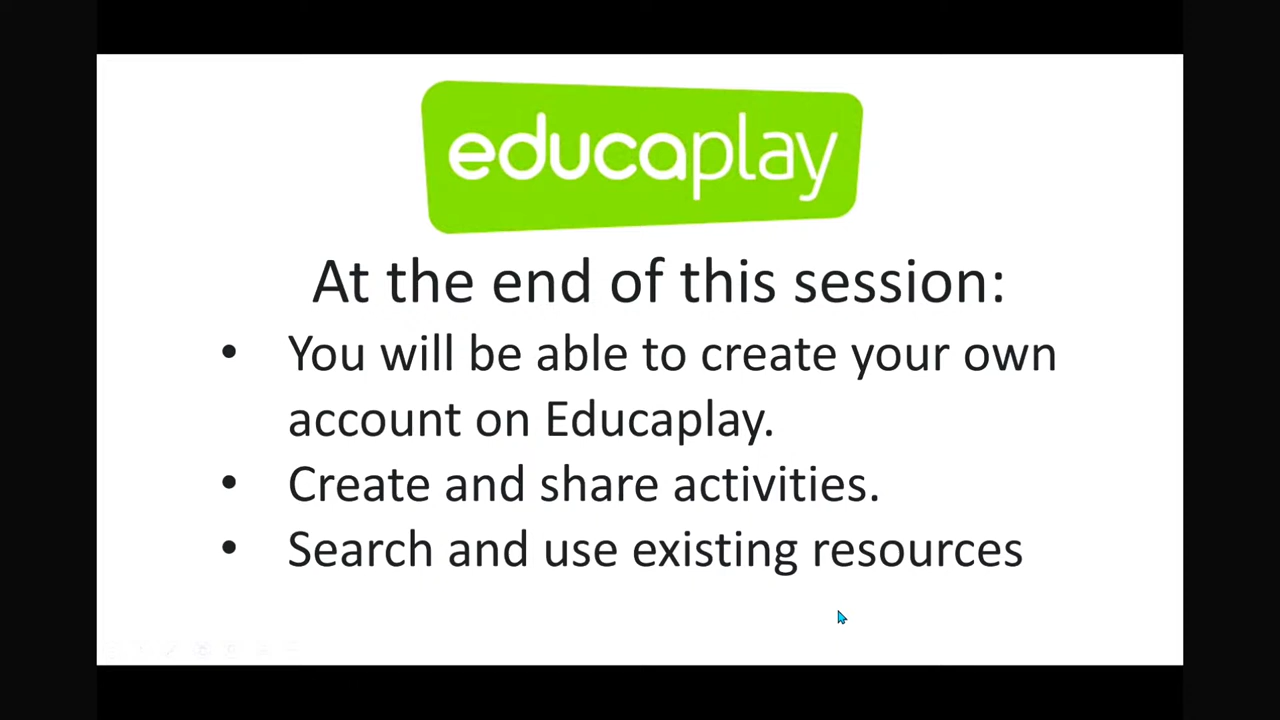 educaplay
At the end of this session:
• You will be able to create your own
account on Educaplay.
• Create and share activities.
• Search and use existing resources